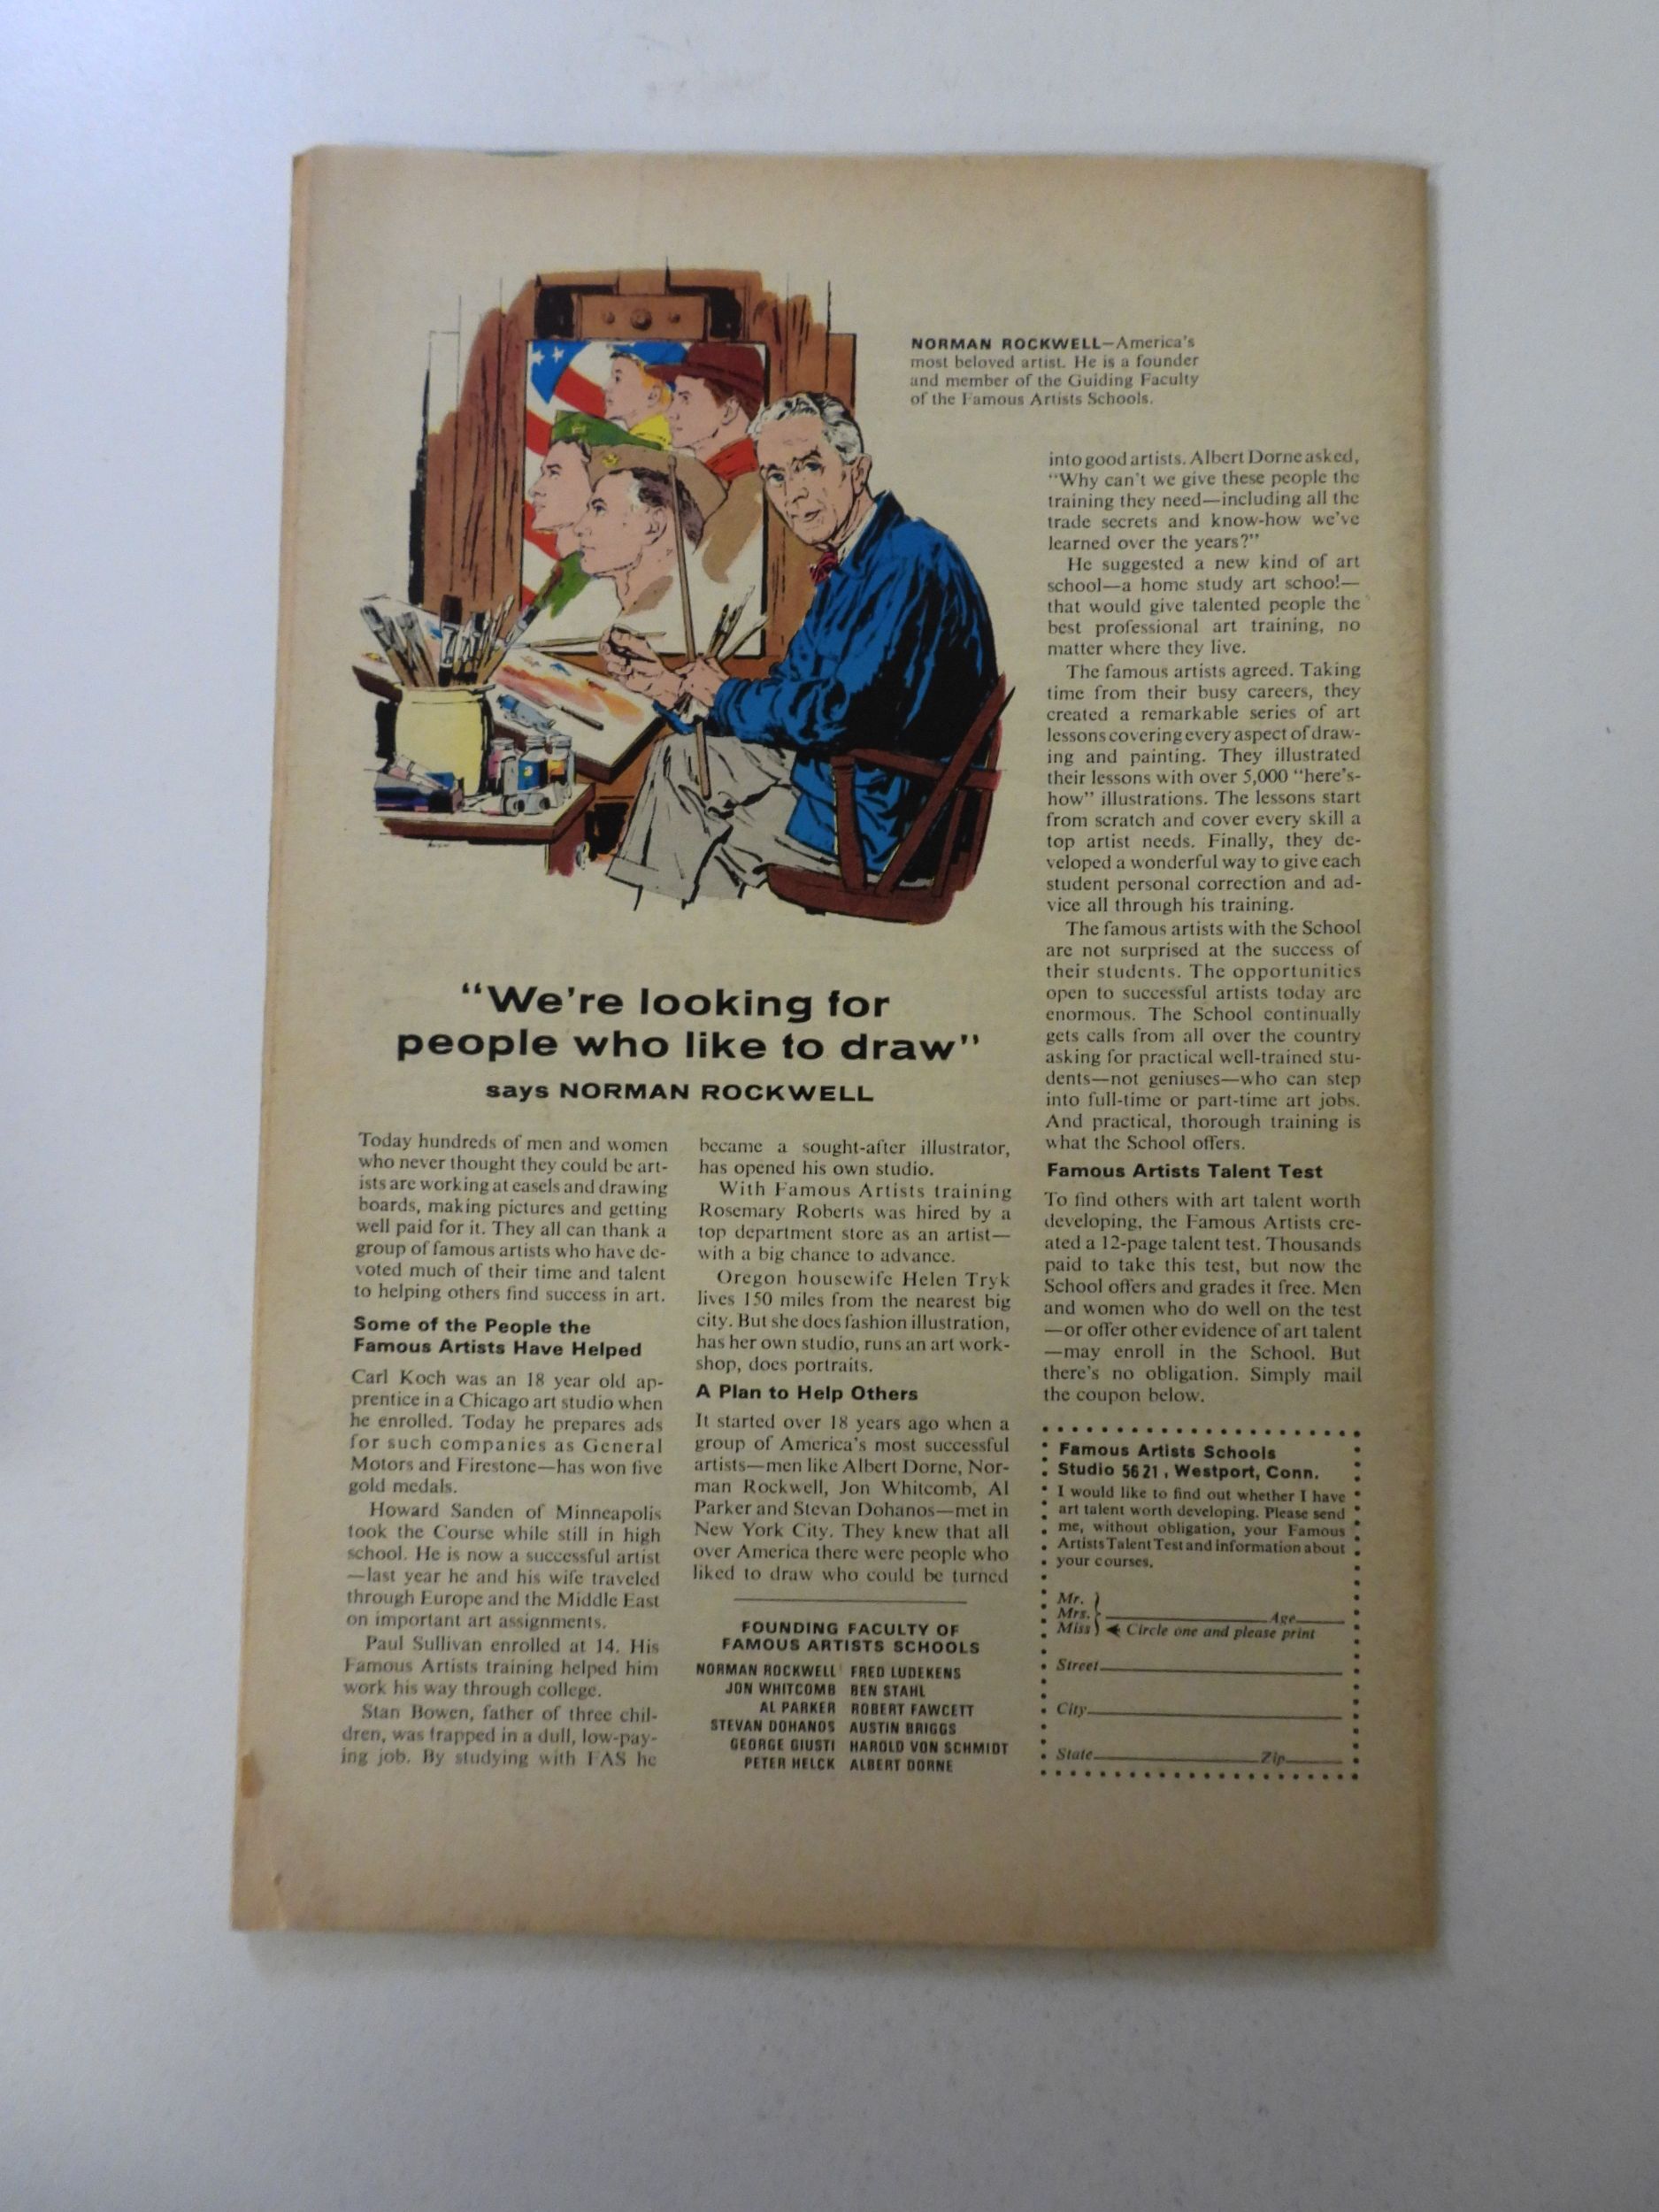 NORMAN ROCKWELL—America's
most beloved artist. He is a founder
and member of the Guiding Faculty
of the Famous Artists Schools.
"We're looking for
people who like to draw"
says NORMAN ROCKWELL
Today hundreds of men and women
who never thought they could be art-
ists are working at easels and drawing
boards, making pictures and getting
well paid for it. They all can thank a
group of famous artists who have de-
voted much of their time and talent
to helping others find success in art.
Some of the People the
Famous Artists Have Helped
Carl Koch was an 18 year old ap-
prentice in a Chicago art studio when
he enrolled. Today he prepares ads
for such companies as General
Motors and Firestone—has won five
gold medals.
Howard Sanden of Minneapolis
took the Course while still in high
school. He is now a successful artist
—last year he and his wife traveled
through Europe and the Middle East
on important art assignments.
Paul Sullivan enrolled at 14. His
Famous Artists training helped him
work his way through college.
Stan Bowen, father of three chil-
dren, was trapped in a dull, low-pay-
ing job. By studying with FAS he
became a sought-after illustrator,
has opened his own studio.
With Famous Artists training
Rosemary Roberts was hired by a
top department store as an artist—
with a big chance to advance.
Oregon housewife Helen Tryk
lives 150 miles from the nearest big
city. But she does fashion illustration,
has her own studio, runs an art work-
shop, does portraits.
A Plan to Help Others
It started over 18 years ago when a
group of America's most successful
artists—men like Albert Dorne, Nor-
man Rockwell, Jon Whitcomb, Al
Parker and Stevan Dohanos—met in
New York City. They knew that all
over America there were people who
liked to draw who could be turned
FOUNDING FACULTY OF
FAMOUS ARTISTS SCHOOLS
NORMAN ROCKWELL FRED LUDEKENS
JON WHITCOMB BEN STAHL
AL PARKER ROBERT FAWCETT
STEVAN DOHANOS AUSTIN BRIGGS
GEORGE GIUSTI HAROLD VON SCHMIDT
PETER HELCK ALBERT DORNE
into good artists. Albert Dorne asked,
"Why can't we give these people the
training they need—including all the
trade secrets and know-how we've
learned over the years?"
He suggested a new kind of art
school—a home study art school—
that would give talented people the
best professional art training, no
matter where they live.
The famous artists agreed. Taking
time from their busy careers, they
created a remarkable series of art
lessons covering every aspect of draw-
ing and painting. They illustrated
their lessons with over 5,000 "here's-
how" illustrations. The lessons start
from scratch and cover every skill a
top artist needs. Finally, they de-
veloped a wonderful way to give each
student personal correction and ad-
vice all through his training.
The famous artists with the School
are not surprised at the success of
their students. The opportunities
open to successful artists today are
enormous. The School continually
gets calls from all over the country
asking for practical well-trained stu-
dents—not geniuses—who can step
into full-time or part-time art jobs.
And practical, thorough training is
what the School offers.
Famous Artists Talent Test
To find others with art talent worth
developing, the Famous Artists cre-
ated a 12-page talent test. Thousands
paid to take this test, but now the
School offers and grades it free. Men
and women who do well on the test
—or offer other evidence of art talent
—may enroll in the School. But
there's no obligation. Simply mail
the coupon below.
Famous Artists Schools
Studio 5621, Westport, Conn.
I would like to find out whether I have
art talent worth developing. Please send
me, without obligation, your Famous
Artists Talent Test and information about
your courses.
Mr.
Mrs. Age
Miss Circle one and please print
Street
City
State Zip